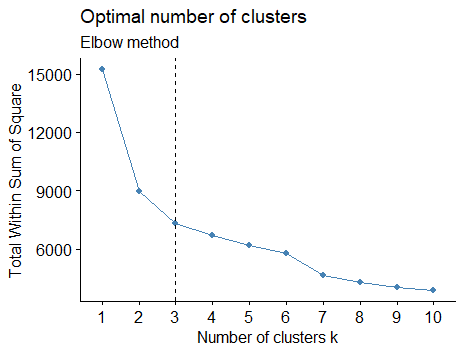 Optimal number of clusters
Elbow method
Total Within Sum of Square
15000
12000
9000
6000
1 2 3 4 5 6 7 8 9 10
Number of clusters k